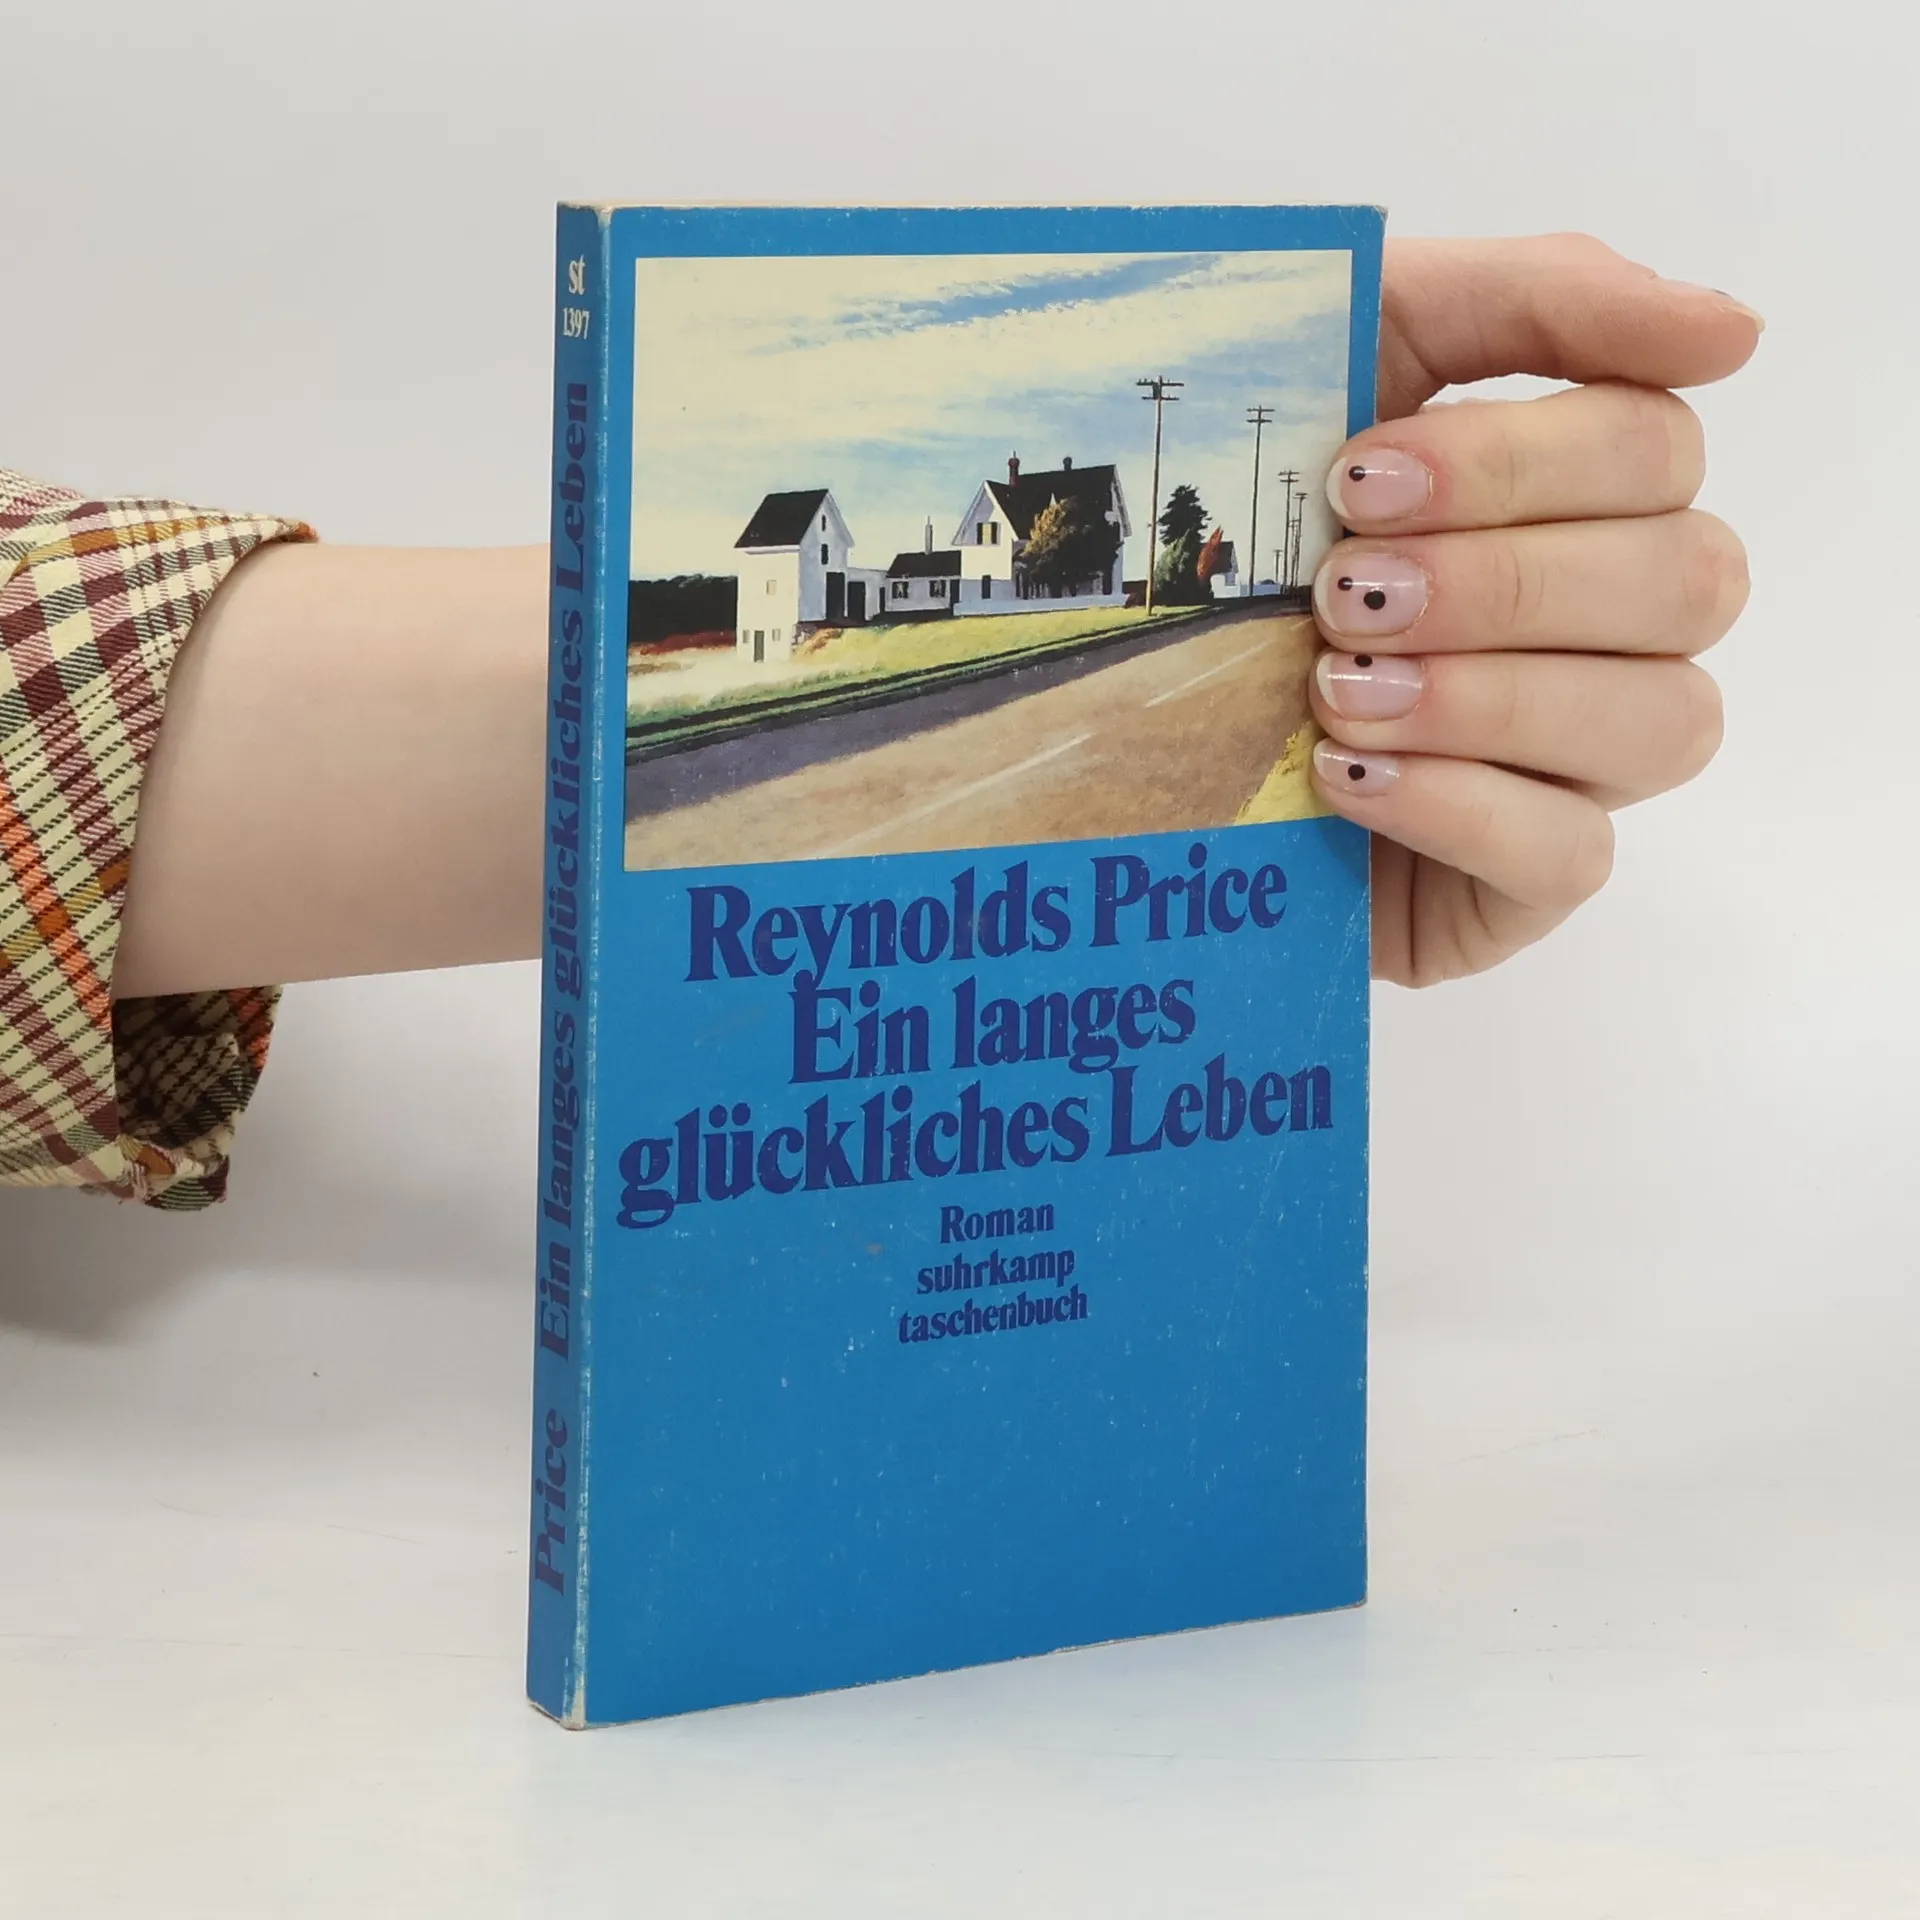 st
1397
Price Ein langes glückliches Leben
Reynolds Price
Ein langes
glückliches Leben
Roman
suhrkamp
taschenbuch